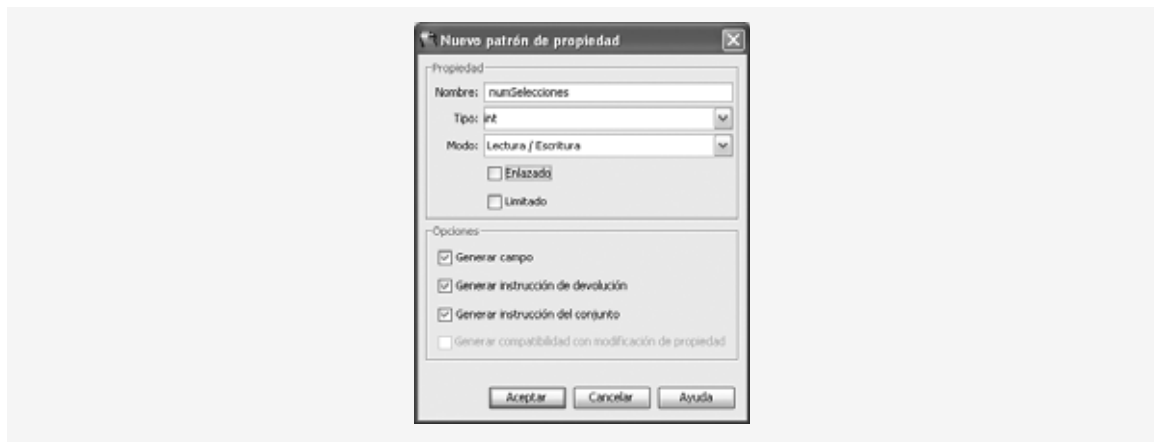 Nuevo patrón de propiedad
Propiedad
Nombre: numSelecciones
Tipo: int
Modo: Lectura / Escritura
Enlazado
Limitado
Opciones
Generar campo
Generar instrucción de devolución
Generar instrucción del conjunto
Generar compatibilidad con modificación de propiedad
Aceptar Cancelar Ayuda